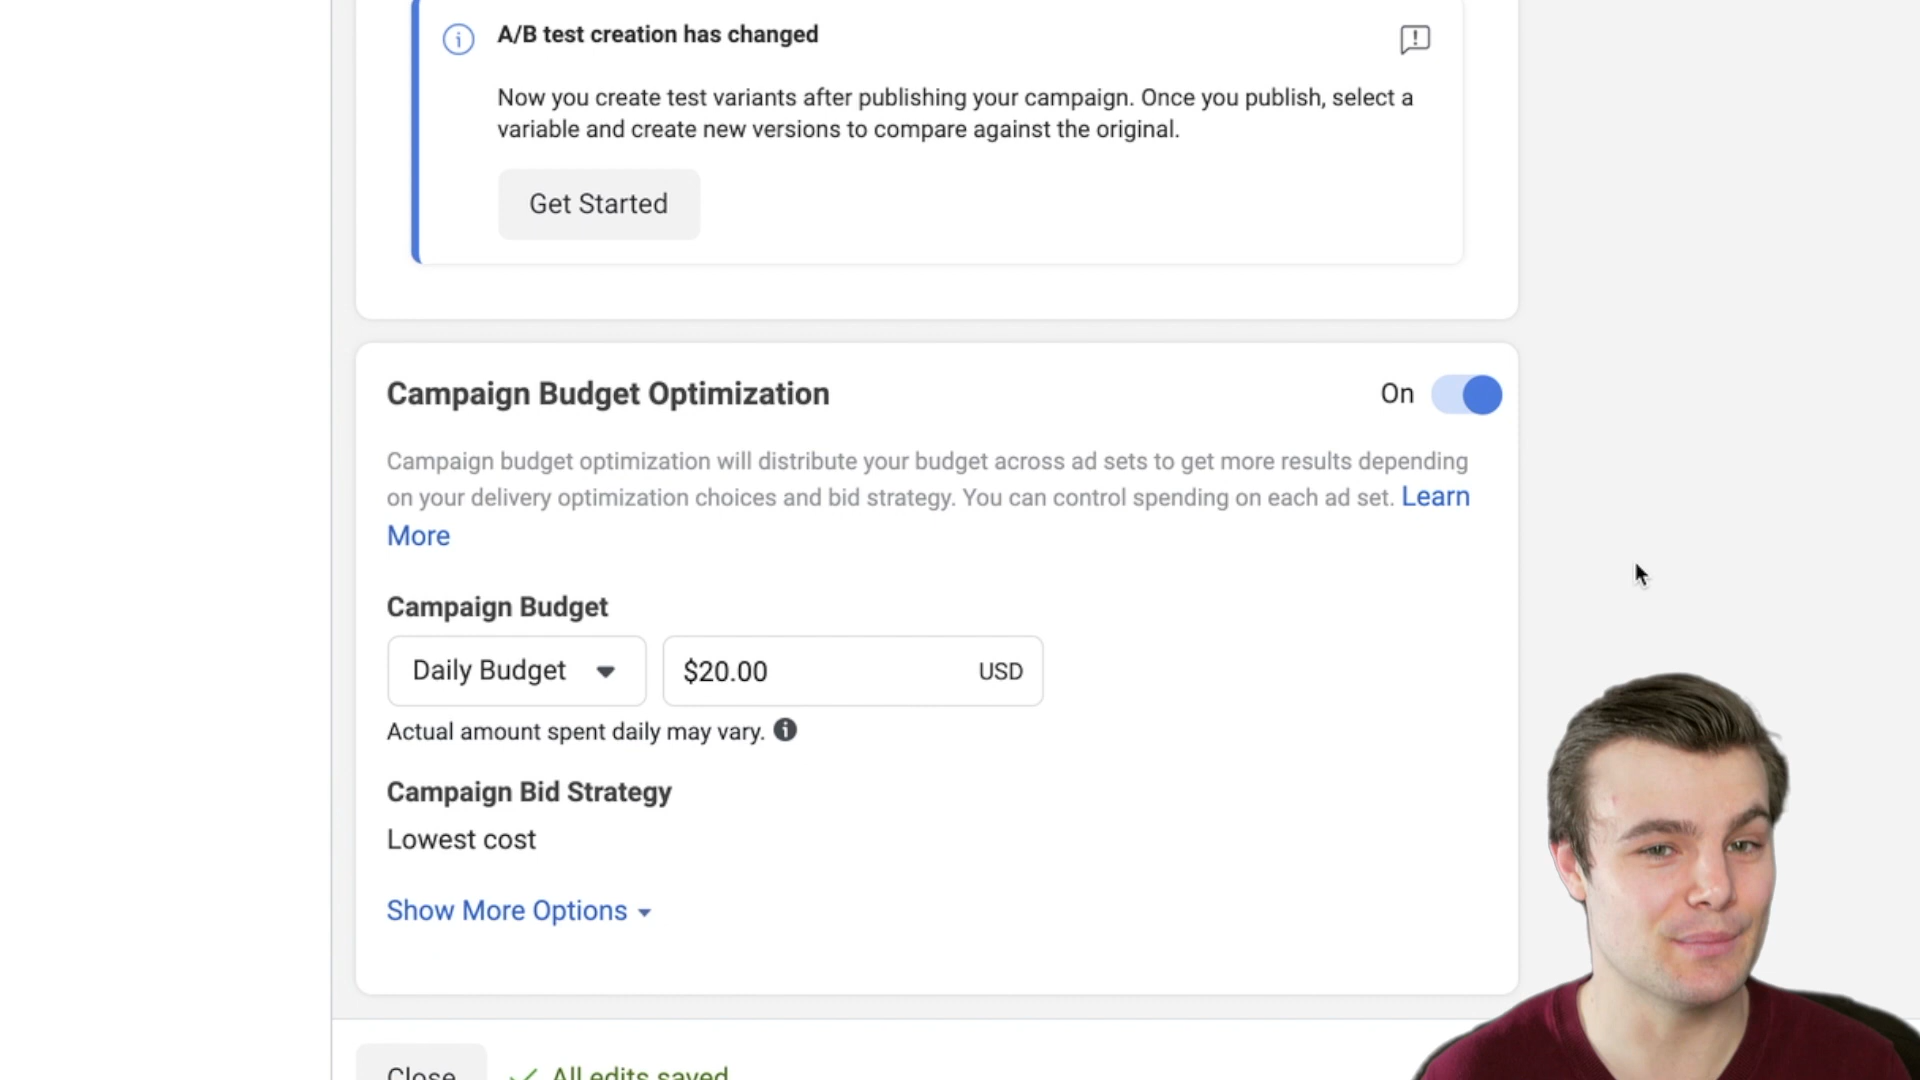 A/B test creation has changed
Now you create test variants after publishing your campaign. Once you publish, select a
variable and create new versions to compare against the original.
Get Started
Campaign Budget Optimization
On
Campaign budget optimization will distribute your budget across ad sets to get more results depending
on your delivery optimization choices and bid strategy. You can control spending on each ad set. Learn
More
Campaign Budget
Daily Budget
$20.00 USD
Actual amount spent daily may vary.
Campaign Bid Strategy
Lowest cost
Show More Options
Close
All edits saved